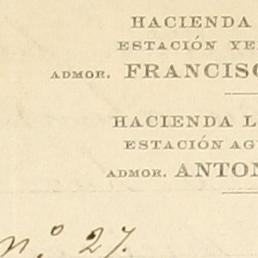 HACIENDA
ESTACIÓN YE
ADMOR. FRANCISC
HACIENDA L
ESTACIÓN AG
ADMOR. ANTON
n.º 27.